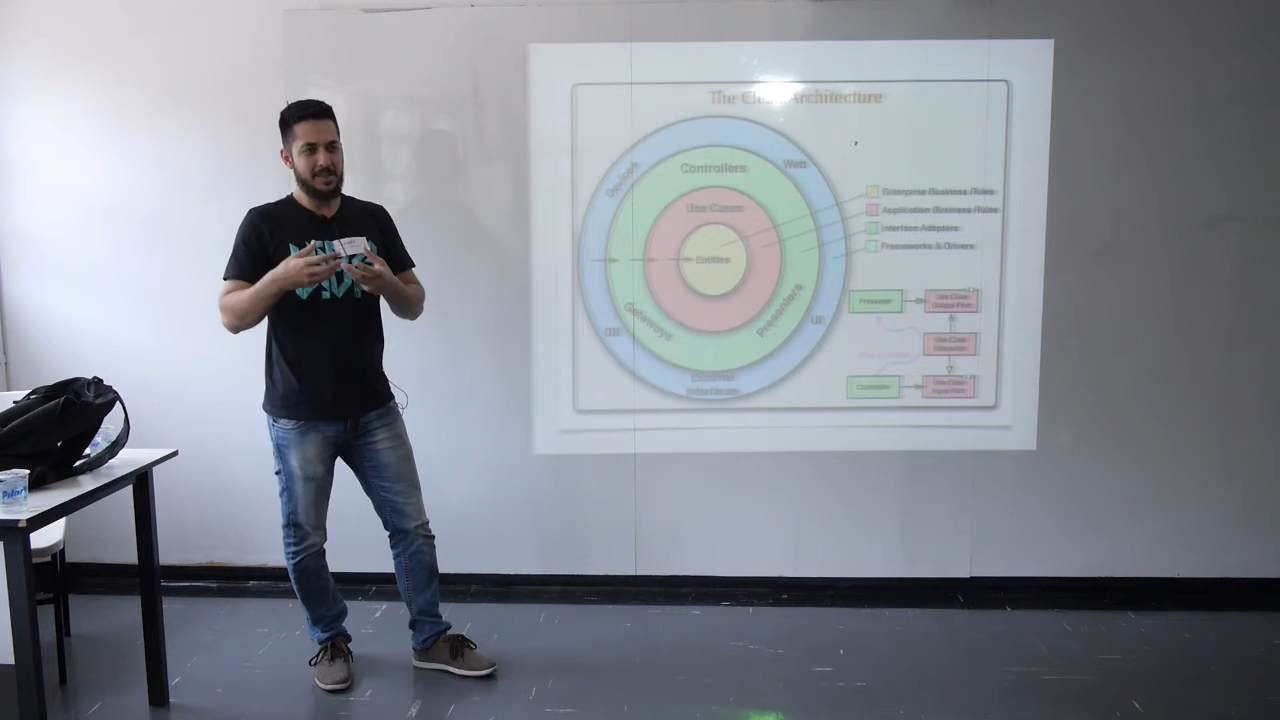 The Clean Architecture
Devices
Controllers
Web
Use Cases
Entities
Gateways
Presenters
DB
UI
External
Interfaces
Enterprise Business Rules
Application Business Rules
Interface Adapters
Frameworks & Drivers
Presenter
Use Case
Output Port
Use Case
Interactor
Controller
Use Case
Input Port